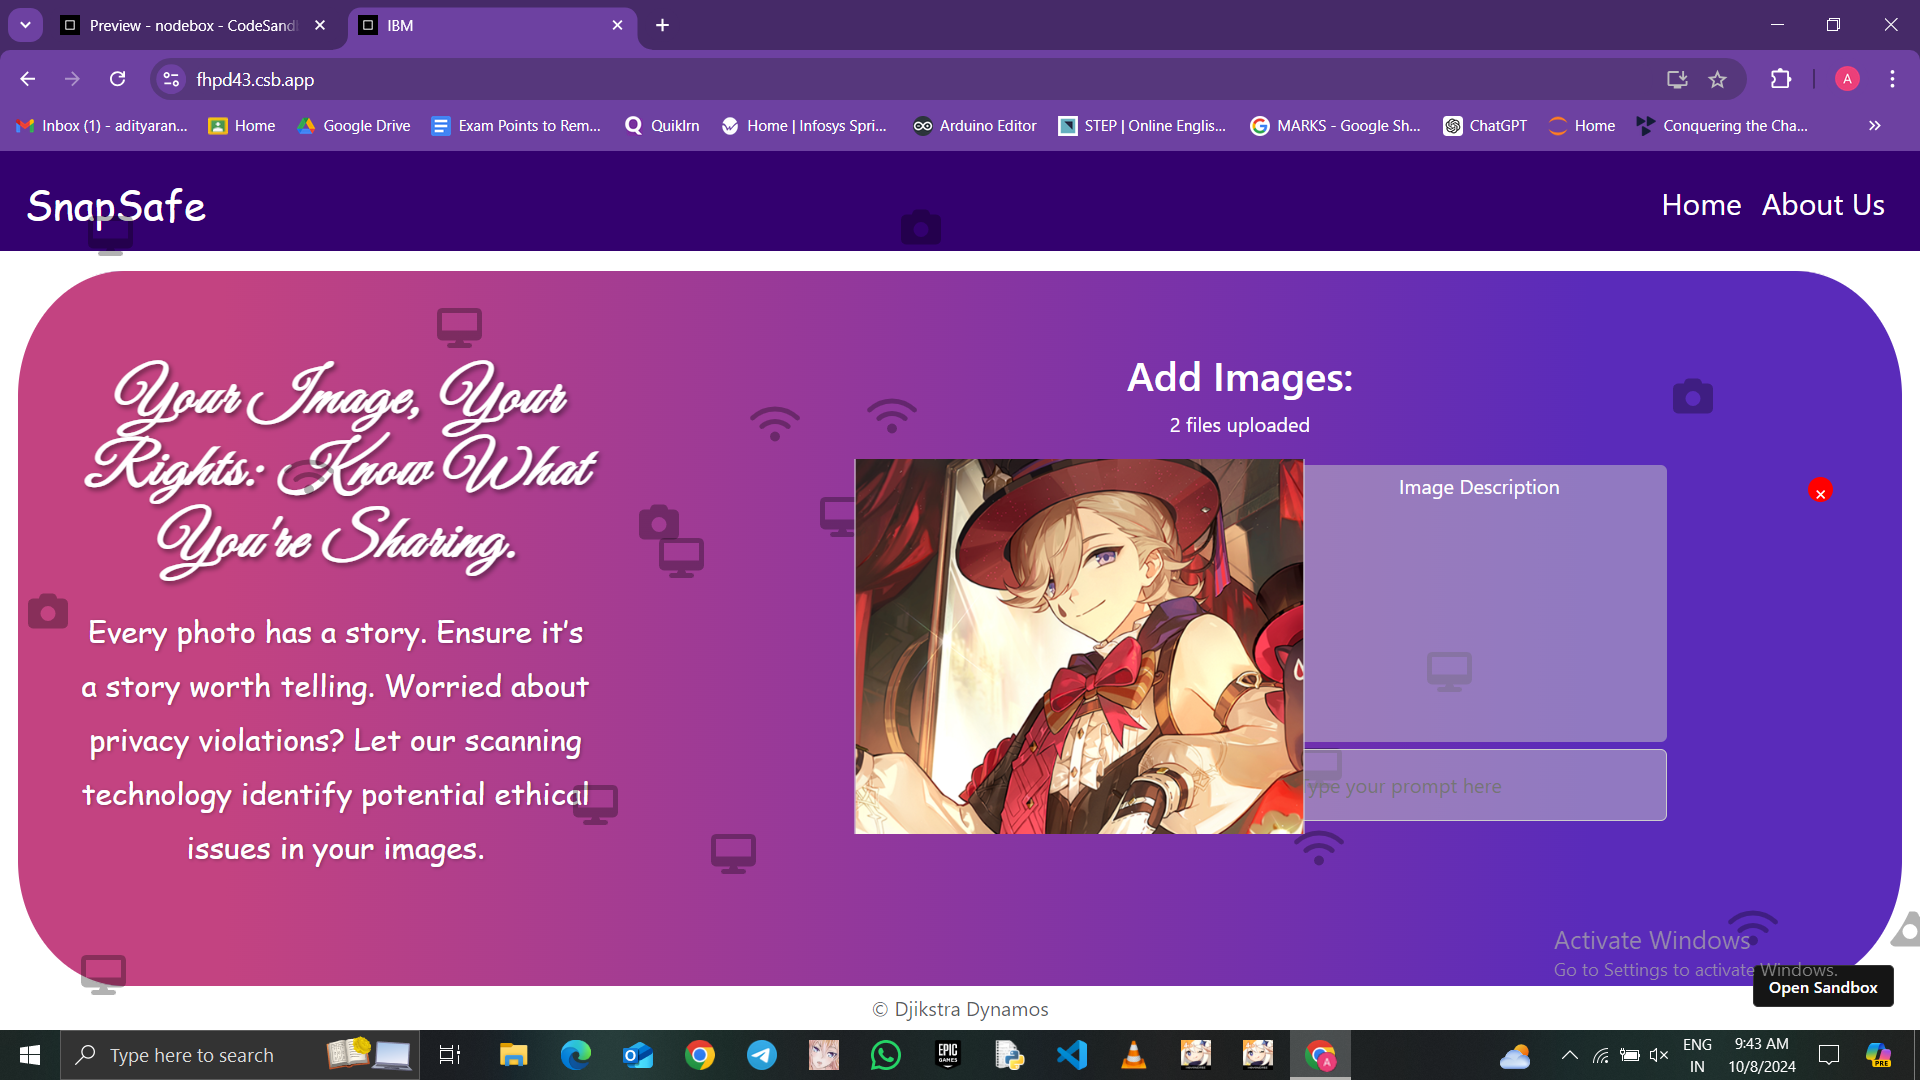 Preview - nodebox - CodeSand
IBM
fhpd43.csb.app
A
Inbox (1) - adityaran...
Home
Google Drive
Exam Points to Rem...
Quiklrn
Home | Infosys Spri...
Arduino Editor
STEP | Online Englis...
MARKS - Google Sh...
ChatGPT
Home
Conquering the Cha...
SnapSafe
Home
About Us
Your Image, Your
Rights: Know What
You're Sharing.
Every photo has a story. Ensure it’s
a story worth telling. Worried about
privacy violations? Let our scanning
technology identify potential ethical
issues in your images.
Add Images:
2 files uploaded
Image Description
ype your prompt here
Activate Windows
Go to Settings to activate Windows.
Open Sandbox
© Djikstra Dynamos
Type here to search
EPIC
GAMES
A
ENG
IN
9:43 AM
10/8/2024
PRE